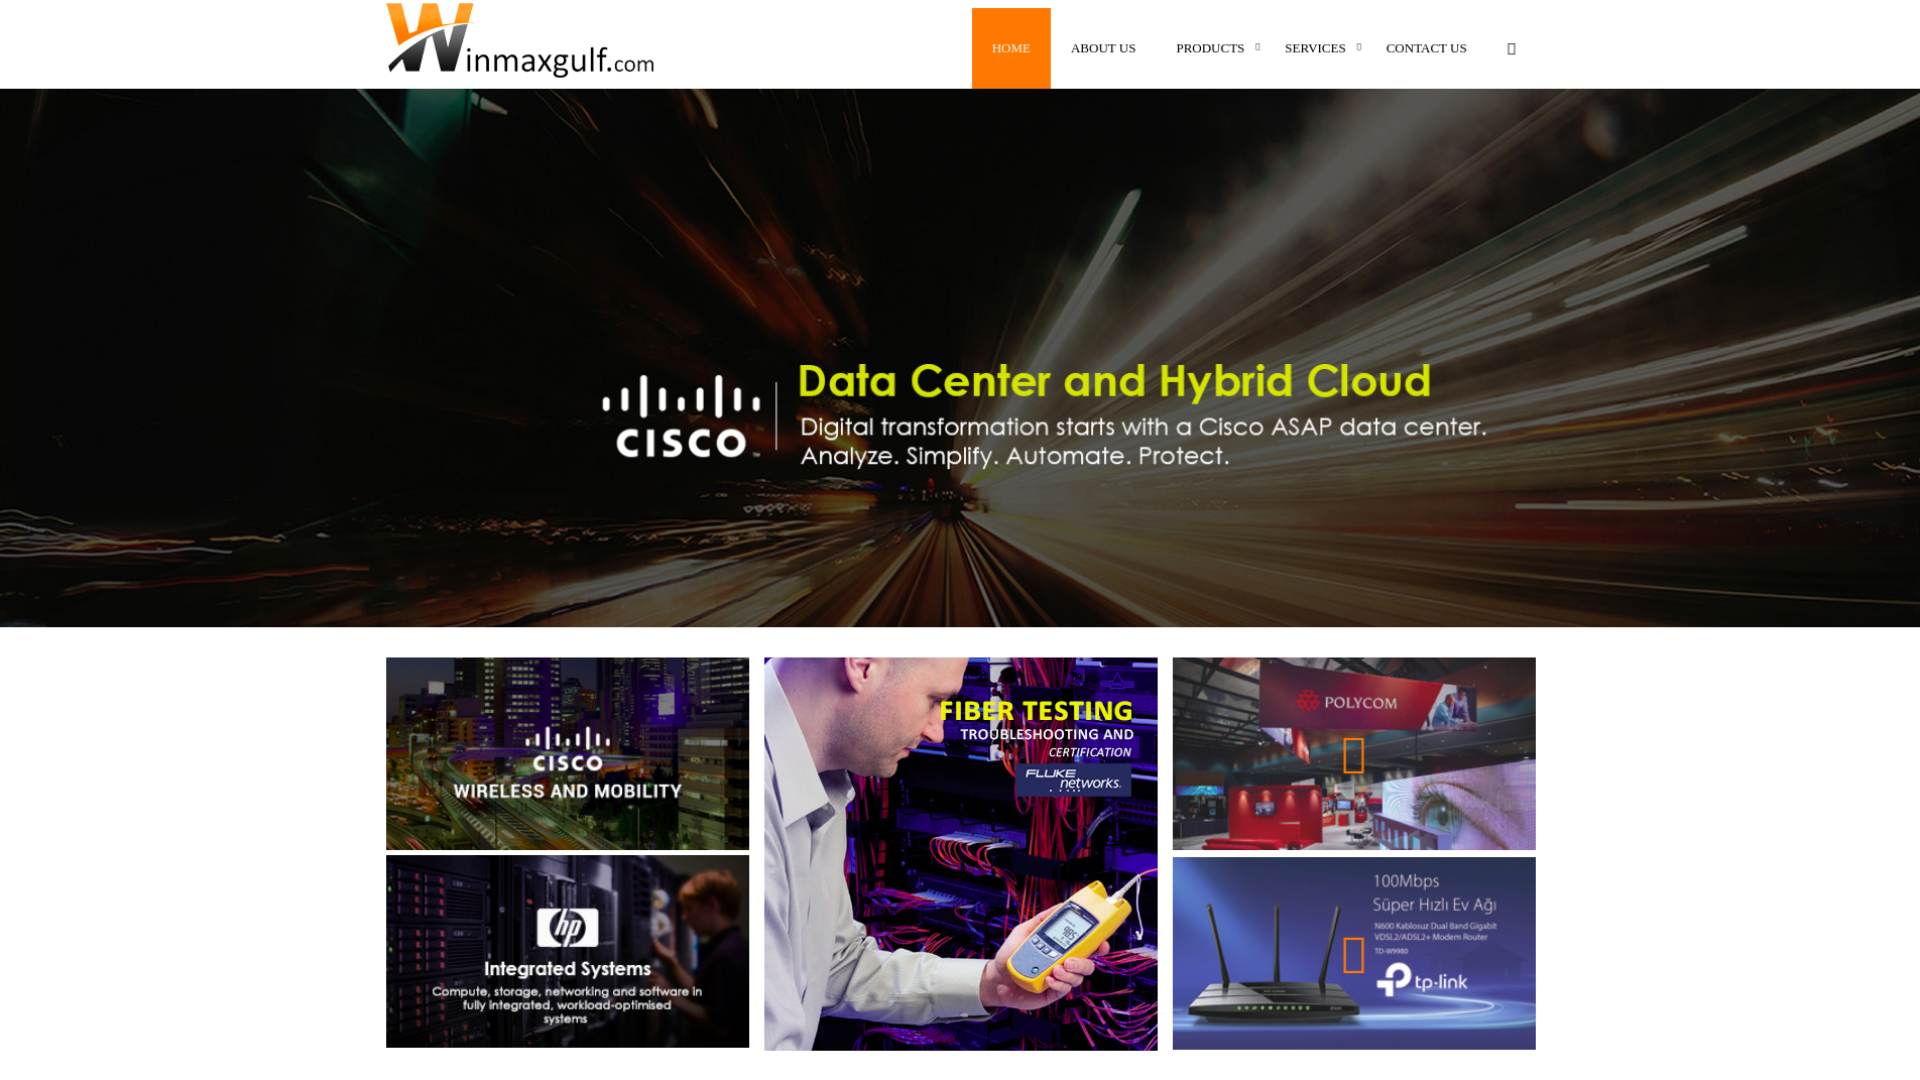 Winmaxgulf.com
HOME
ABOUT US
PRODUCTS
SERVICES
CONTACT US
CISCO
Data Center and Hybrid Cloud
Digital transformation starts with a Cisco ASAP data center.
Analyze. Simplify. Automate. Protect.
CISCO
WIRELESS AND MOBILITY
hp
Integrated Systems
Compute, storage, networking and software in
fully integrated, workload-optimised
systems
FIBER TESTING
TROUBLESHOOTING AND
CERTIFICATION
FLUKE
networks.
POLYCOM
100Mbps
Süper Hızlı Ev Ağı
N600 Kablosuz Dual Band Gigabit
VDSL2/ADSL2+ Modem Router
TD-W9980
tp-link